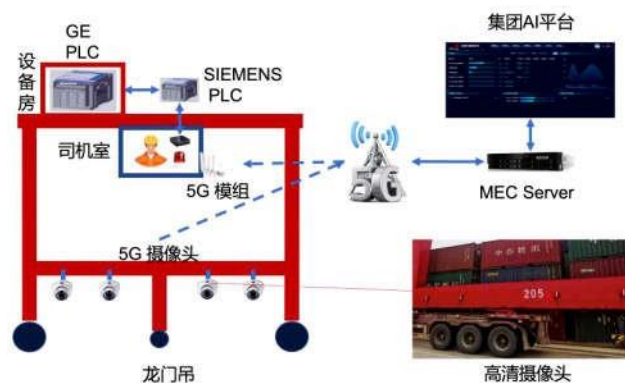 GE
PLC
设备房
SIEMENS
PLC
司机室
5G 模组
5G
集团AI平台
MEC Server
5G 摄像头
205
龙门吊
高清摄像头